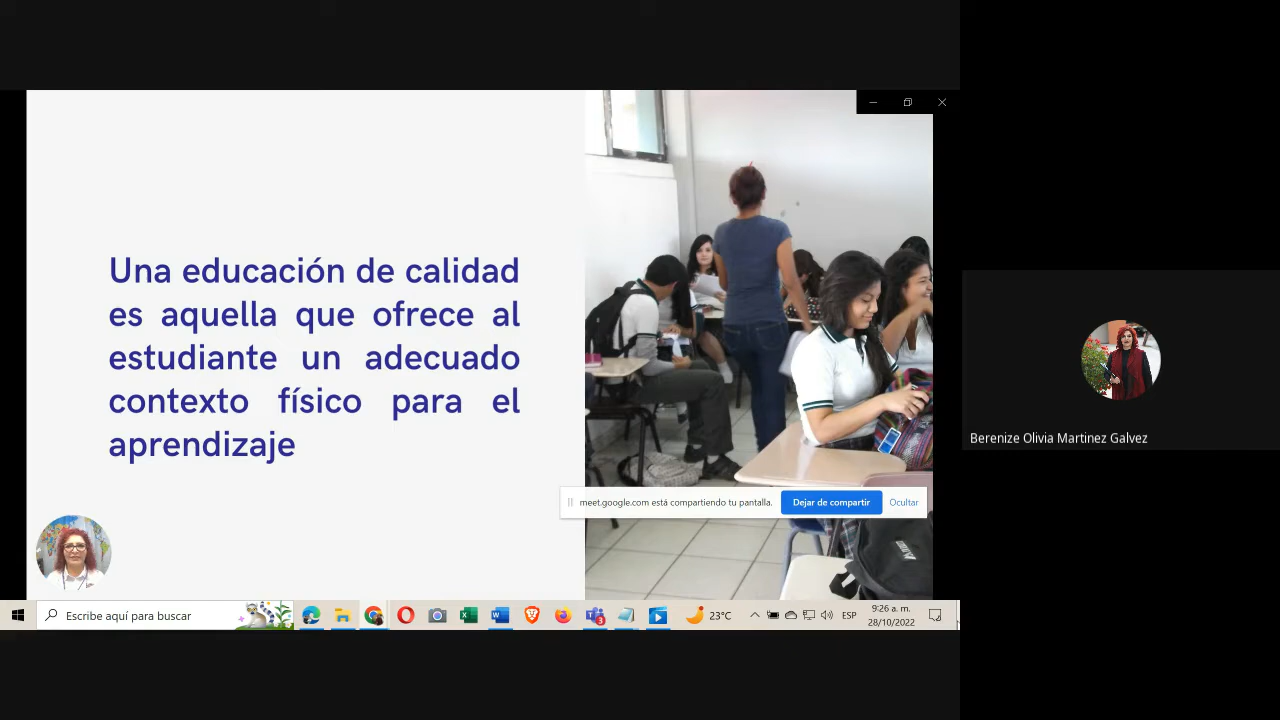 Una educación de calidad
es aquella que ofrece al
estudiante un adecuado
contexto físico para el
aprendizaje
meet.google.com está compartiendo tu pantalla.
Dejar de compartir
Ocultar
Berenize Olivia Martinez Galvez
Escribe aquí para buscar
3
23°C
ESP
9:26 a. m.
28/10/2022